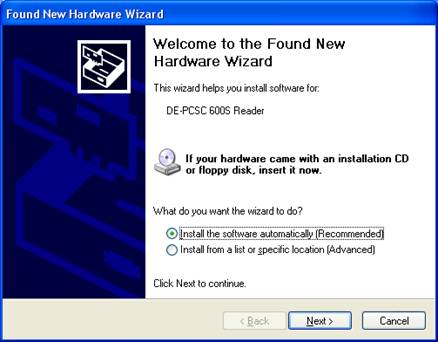 Found New Hardware Wizard
Welcome to the Found New
Hardware Wizard
This wizard helps you install software for:
DE-PCSC 600S Reader
If your hardware came with an installation CD
or floppy disk, insert it now.
What do you want the wizard to do?
Install the software automatically (Recommended)
Install from a list or specific location (Advanced)
Click Next to continue.
< Back
Next >
Cancel